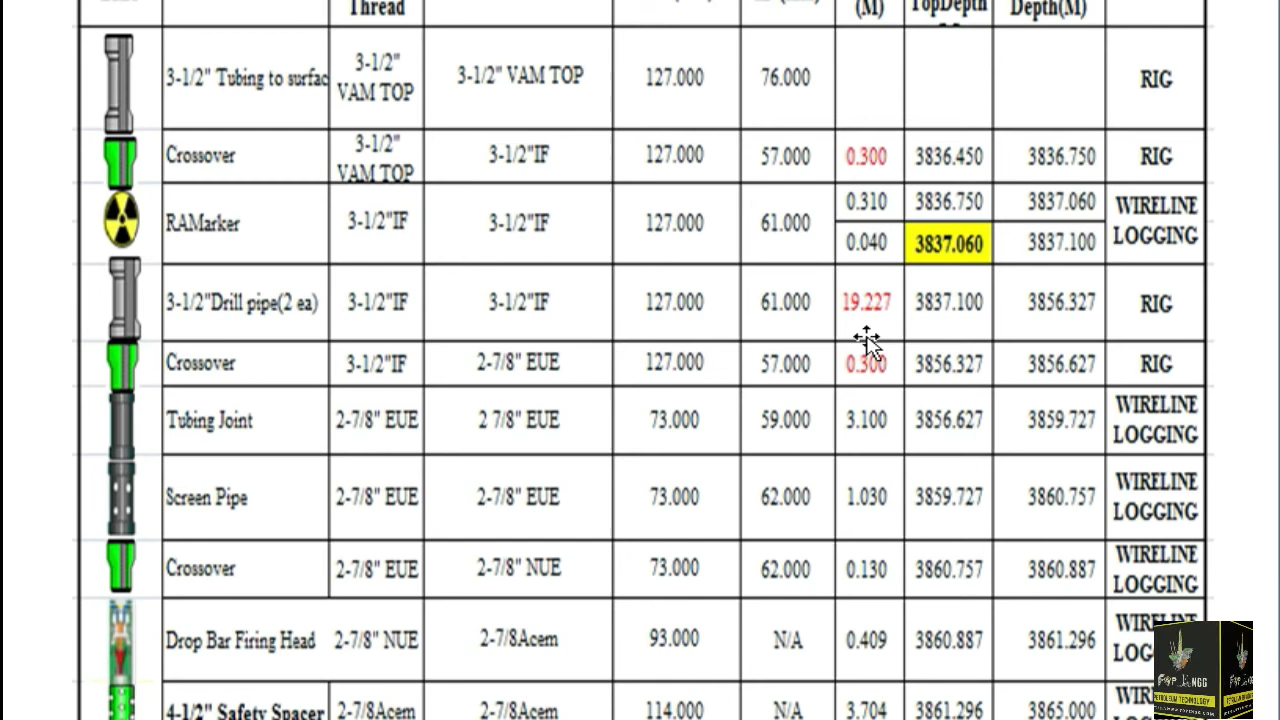 Thread
(M)
TopDepth
Depth(M)
3-1/2" Tubing to surfac
3-1/2"
VAM TOP
3-1/2" VAM TOP
127.000
76.000
RIG
Crossover
3-1/2"
VAM TOP
3-1/2"IF
127.000
57.000
0.300
3836.450
3836.750
RIG
RAMarker
3-1/2"IF
3-1/2"IF
127.000
61.000
0.310
3836.750
3837.060
0.040
3837.060
3837.100
WIRELINE
LOGGING
3-1/2"Drill pipe(2 ea)
3-1/2"IF
3-1/2"IF
127.000
61.000
19.227
3837.100
3856.327
RIG
Crossover
3-1/2"IF
2-7/8" EUE
127.000
57.000
0.300
3856.327
3856.627
RIG
Tubing Joint
2-7/8" EUE
2 7/8" EUE
73.000
59.000
3.100
3856.627
3859.727
WIRELINE
LOGGING
Screen Pipe
2-7/8" EUE
2-7/8" EUE
73.000
62.000
1.030
3859.727
3860.757
WIRELINE
LOGGING
Crossover
2-7/8" EUE
2-7/8" NUE
73.000
62.000
0.130
3860.757
3860.887
WIRELINE
LOGGING
Drop Bar Firing Head
2-7/8" NUE
2-7/8Acem
93.000
N/A
0.409
3860.887
3861.296
WIRELINE
LOG
4-1/2" Safety Spacer
2-7/8Acem
2-7/8Acem
114.000
N/A
3.704
3861.296
3865.000
WIR
PETROLEUM TECHNOLOGY